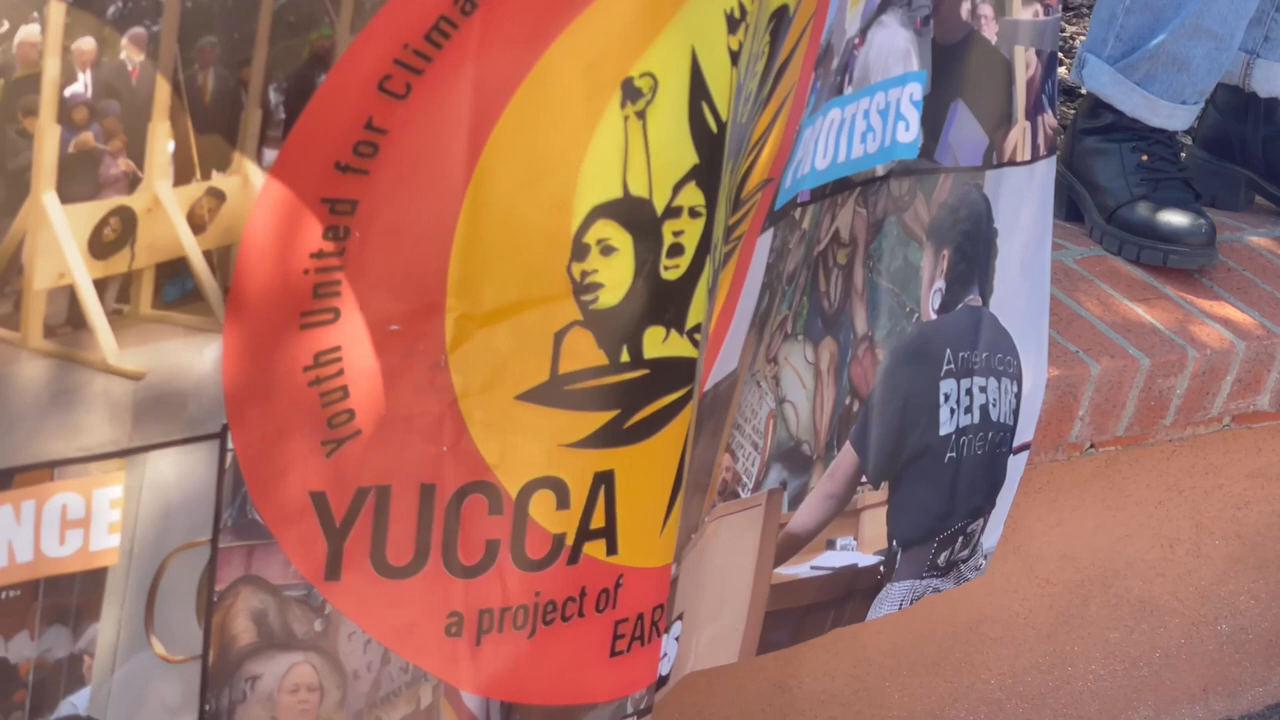 Youth United for Clima
PROTESTS
American
BEFORE
America
NCE
YUCCA
a project of
EAR
S